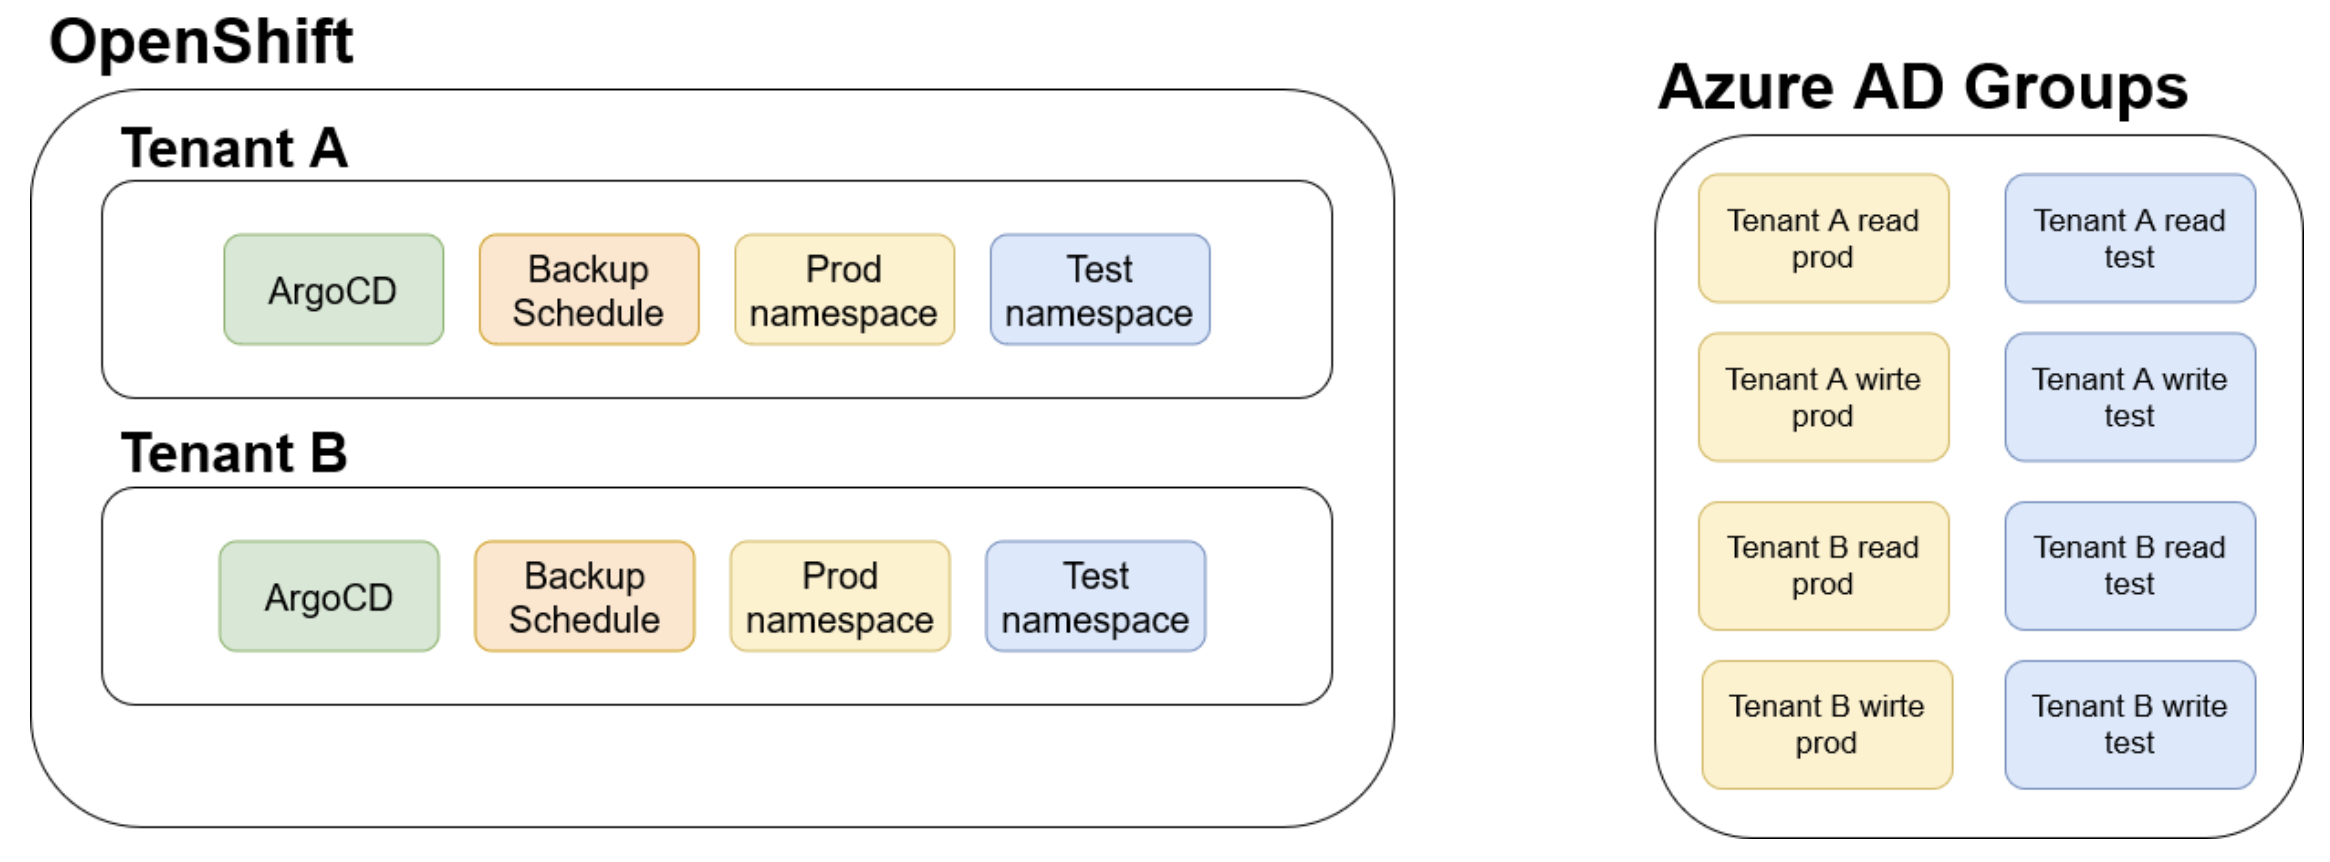 OpenShift
Tenant A
ArgoCD
Backup
Schedule
Prod
namespace
Test
namespace
Tenant B
ArgoCD
Backup
Schedule
Prod
namespace
Test
namespace
Azure AD Groups
Tenant A read
prod
Tenant A read
test
Tenant A wirte
prod
Tenant A write
test
Tenant B read
prod
Tenant B read
test
Tenant B wirte
prod
Tenant B write
test